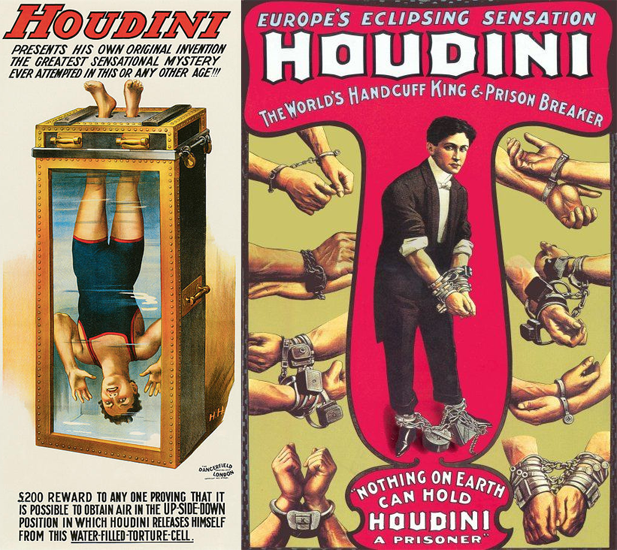 HOUDINI
PRESENTS HIS OWN ORIGINAL INVENTION
THE GREATEST SENSATIONAL MYSTERY
EVER ATTEMPTED IN THIS OR ANY OTHER AGE!!!
H.H.
DANGERFIELD
LONDON
£200 REWARD TO ANY ONE PROVING THAT IT
IS POSSIBLE TO OBTAIN AIR IN THE UP-SIDE-DOWN
POSITION IN WHICH HOUDINI RELEASES HIMSELF
FROM THIS WATER-FILLED-TORTURE-CELL.
EUROPE'S ECLIPSING SENSATION
HOUDINI
THE WORLD'S HANDCUFF KING & PRISON BREAKER
"NOTHING ON EARTH
CAN HOLD
HOUDINI
A PRISONER"